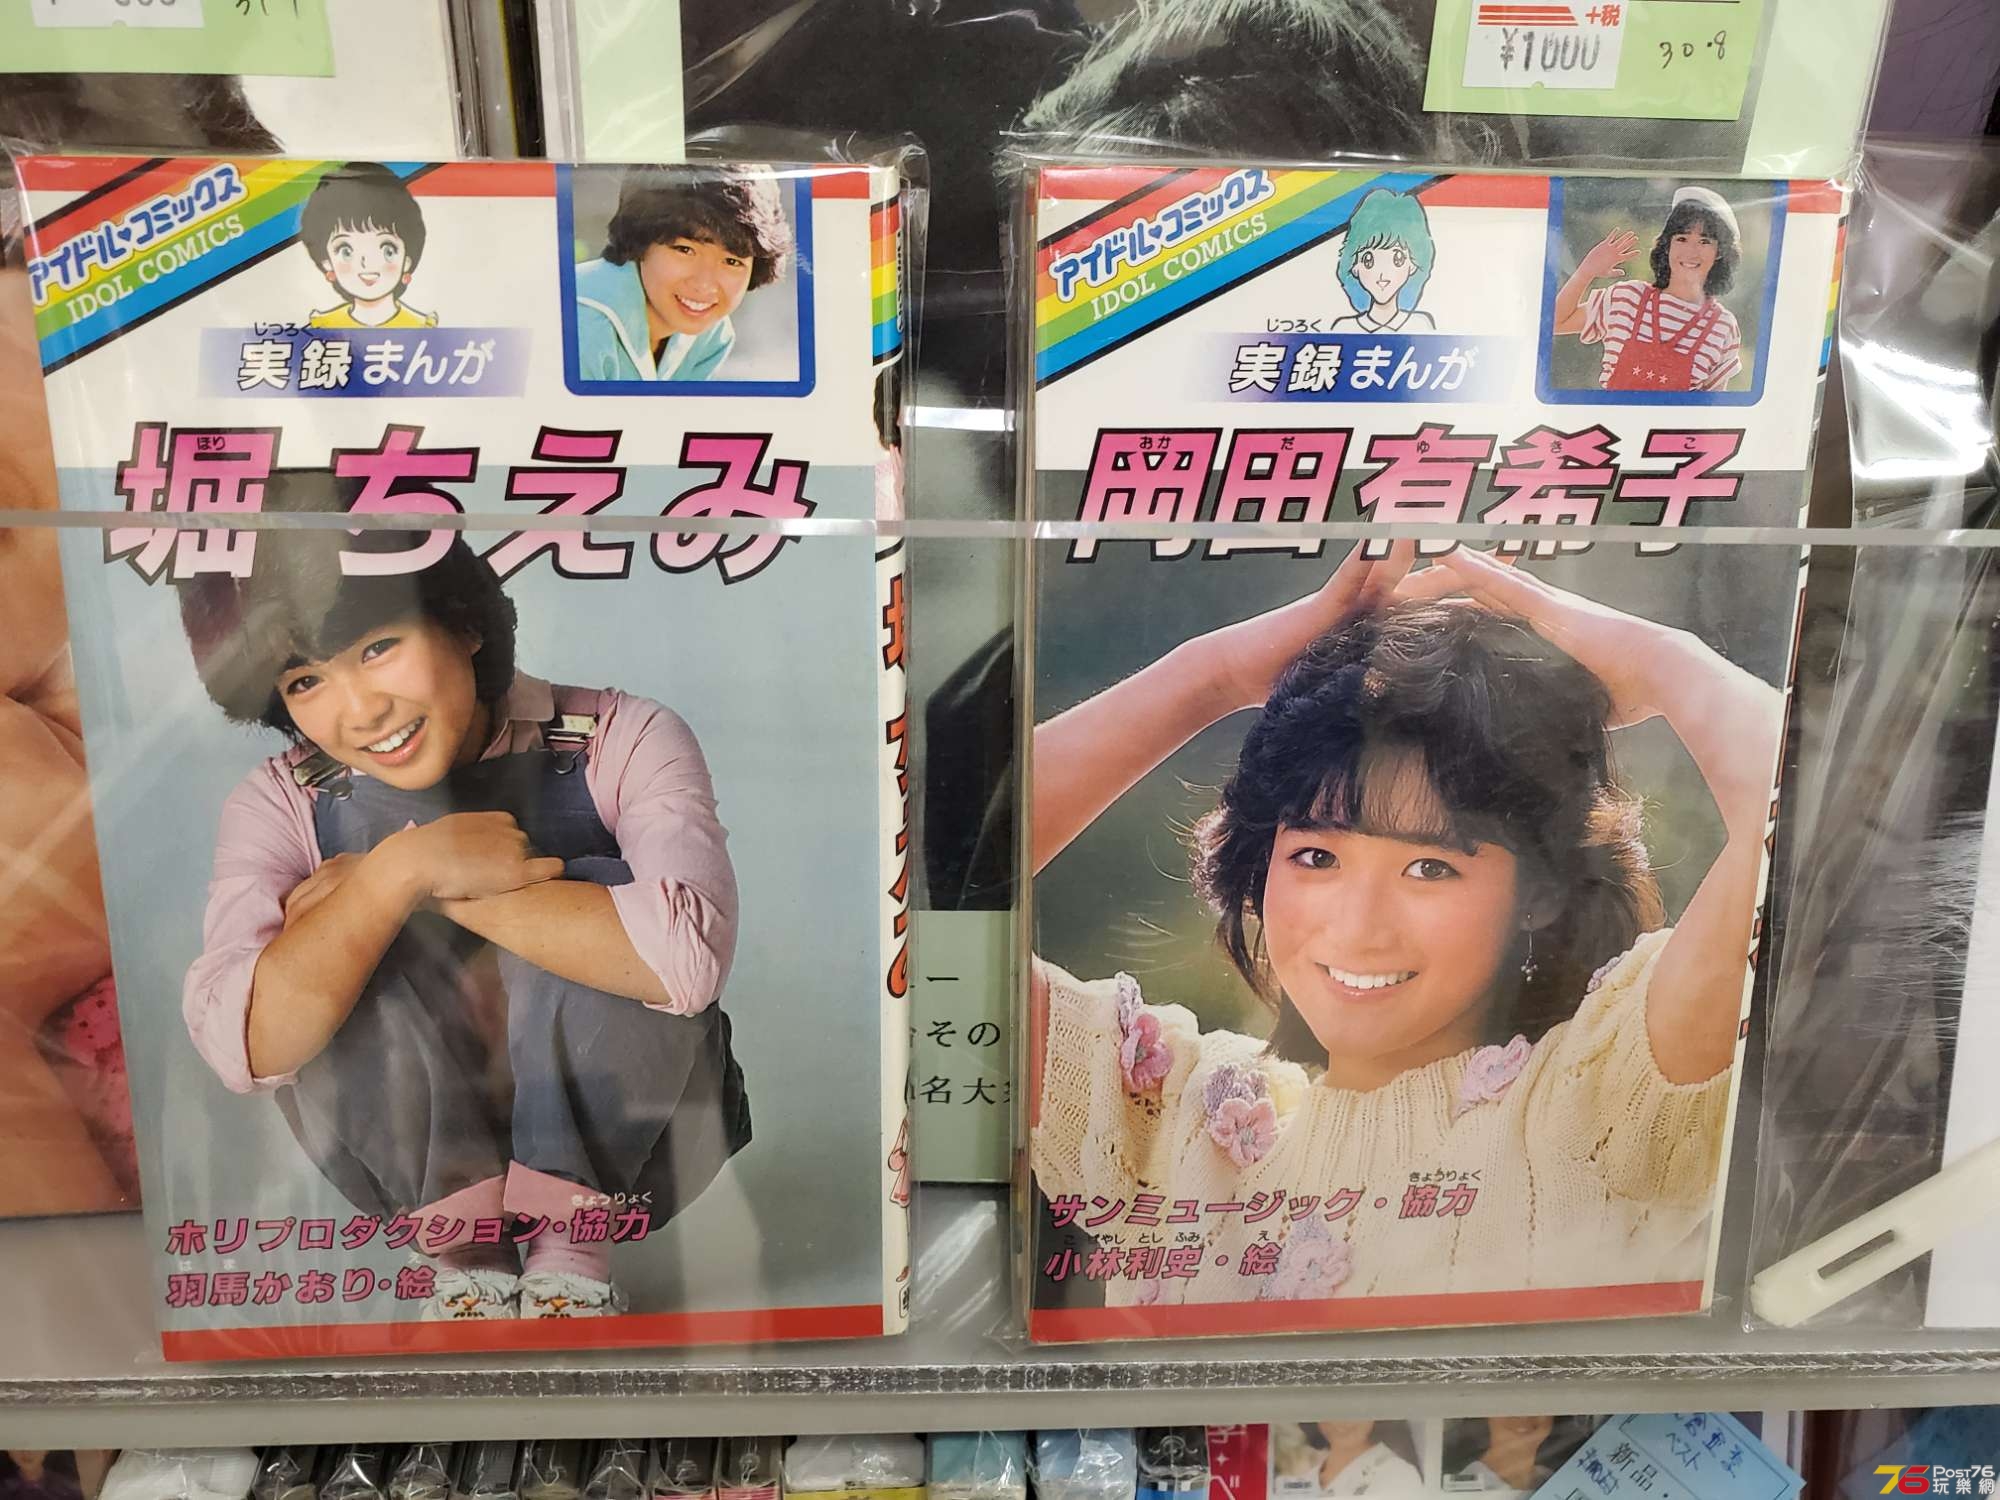 +税
¥1000
30.8
アイドル・コミックス
IDOL COMICS
じつろく
実録まんが
ほり
堀ちえみ
きょうりょく
ホリプロダクション・協力
はま
羽馬かおり・絵
アイドル・コミックス
IDOL COMICS
じつろく
実録まんが
おか だ ゆ き こ
岡田有希子
きょうりょく
サンミュージック・協力
こばやし とし ふみ え
小林利史・絵
その
名大
新品
ベスト
76 POST76
玩樂網